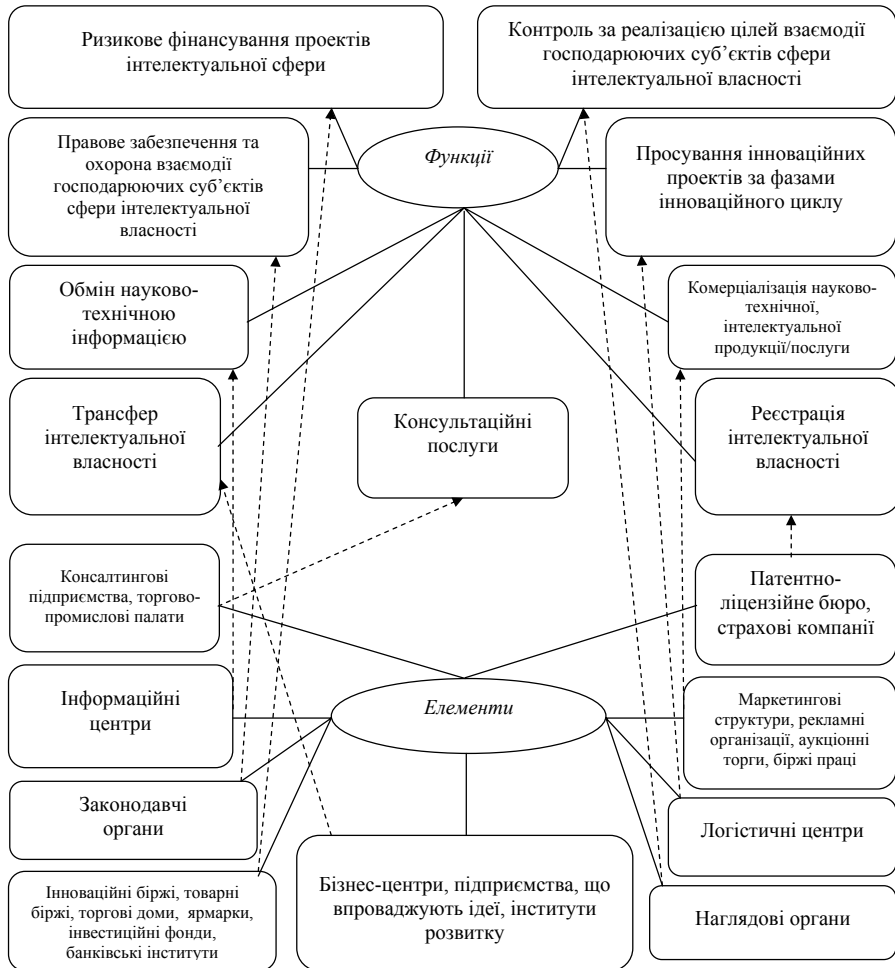 Ризикове фінансування проектів
інтелектуальної сфери
Контроль за реалізацією цілей взаємодії
господарюючих суб’єктів сфери
інтелектуальної власності
Правове забезпечення та
охорона взаємодії
господарюючих суб’єктів
сфери інтелектуальної
власності
Функції
Просування інноваційних
проектів за фазами
інноваційного циклу
Обмін науково-
технічною
інформацією
Комерціалізація науково-
технічної,
інтелектуальної
продукції/послуги
Трансфер
інтелектуальної
власності
Консультаційні
послуги
Реєстрація
інтелектуальної
власності
Консалтингові
підприємства, торгово-
промислові палати
Патентно-
ліцензійне бюро,
страхові компанії
Інформаційні
центри
Елементи
Маркетингові
структури, рекламні
організації, аукціонні
торги, біржі праці
Законодавчі
органи
Логістичні центри
Інноваційні біржі, товарні
біржі, торгові доми, ярмарки,
інвестиційні фонди,
банківські інститути
Бізнес-центри, підприємства, що
впроваджують ідеї, інститути
розвитку
Наглядові органи